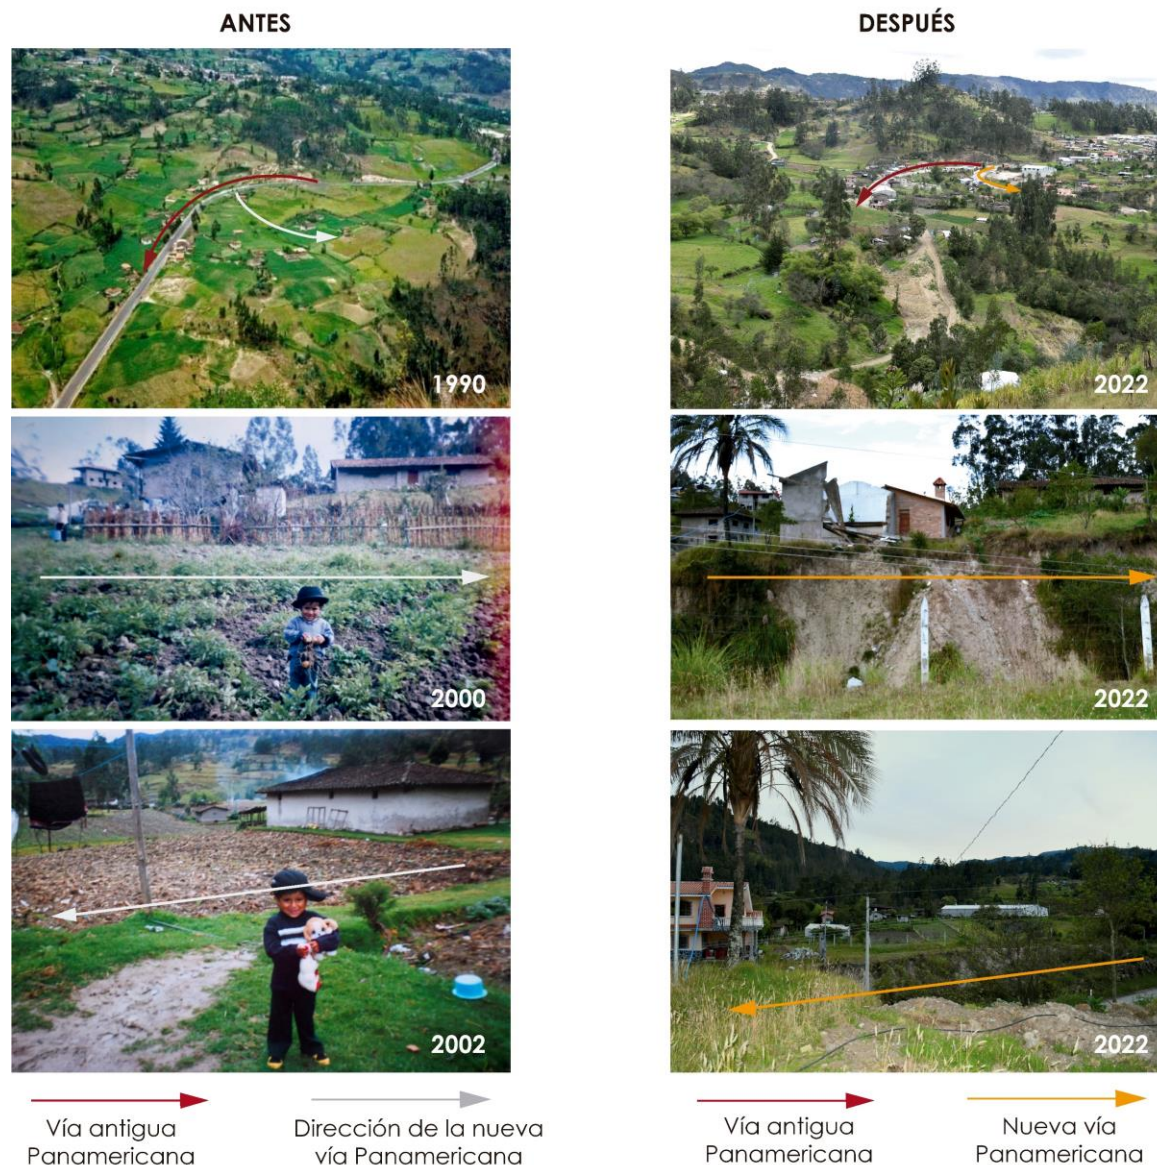 ANTES
DESPUÉS
1990
2022
2000
2022
2002
2022
Vía antigua
Panamericana
Dirección de la nueva
vía Panamericana
Vía antigua
Panamericana
Nueva vía
Panamericana